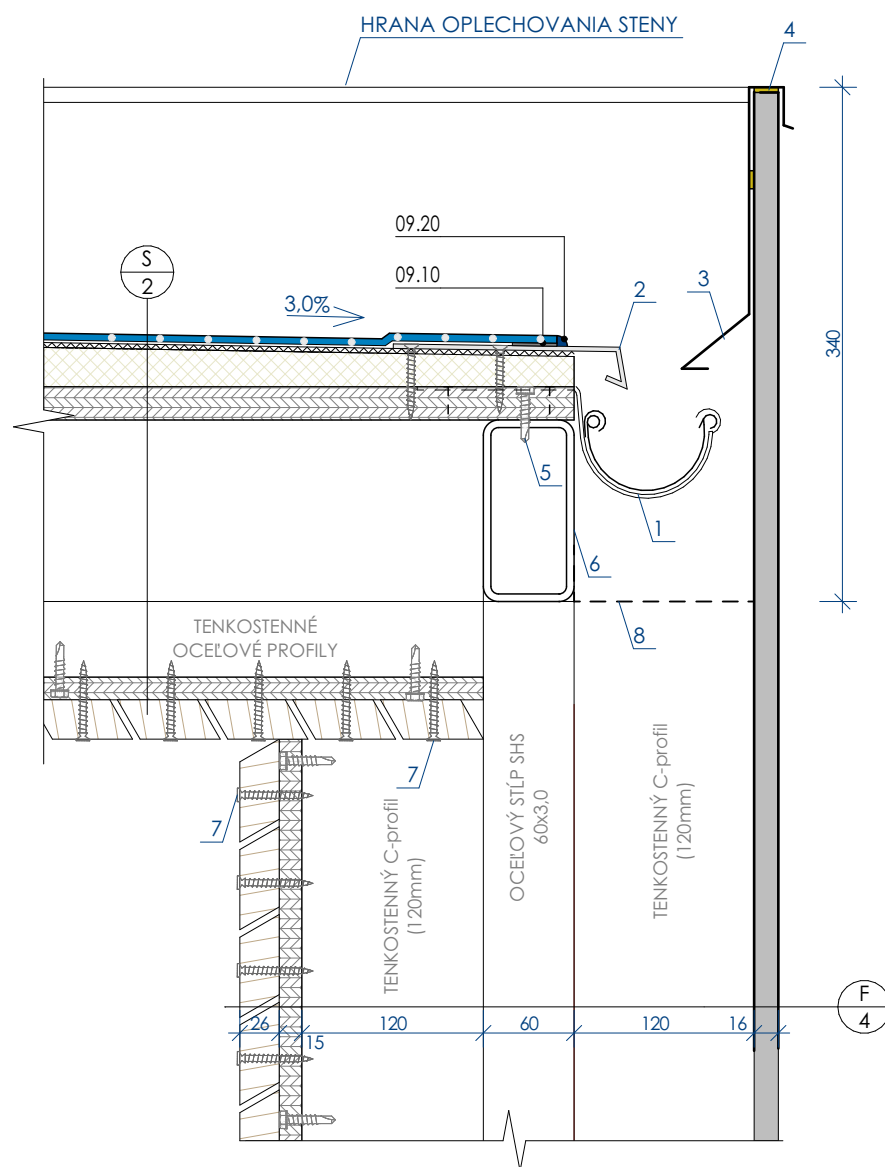 HRANA OPLECHOVANIA STENY
4
09.20
S
2
09.10
2
3
3,0%
340
5
1
6
TENKOSTENNÉ
OCEĽOVÉ PROFILY
8
7
7
TENKOSTENNÝ C-profil
(120mm)
OCEĽOVÝ STĹP SHS
60x3,0
TENKOSTENNÝ C-profil
(120mm)
F
4
26
15
120
60
120
16